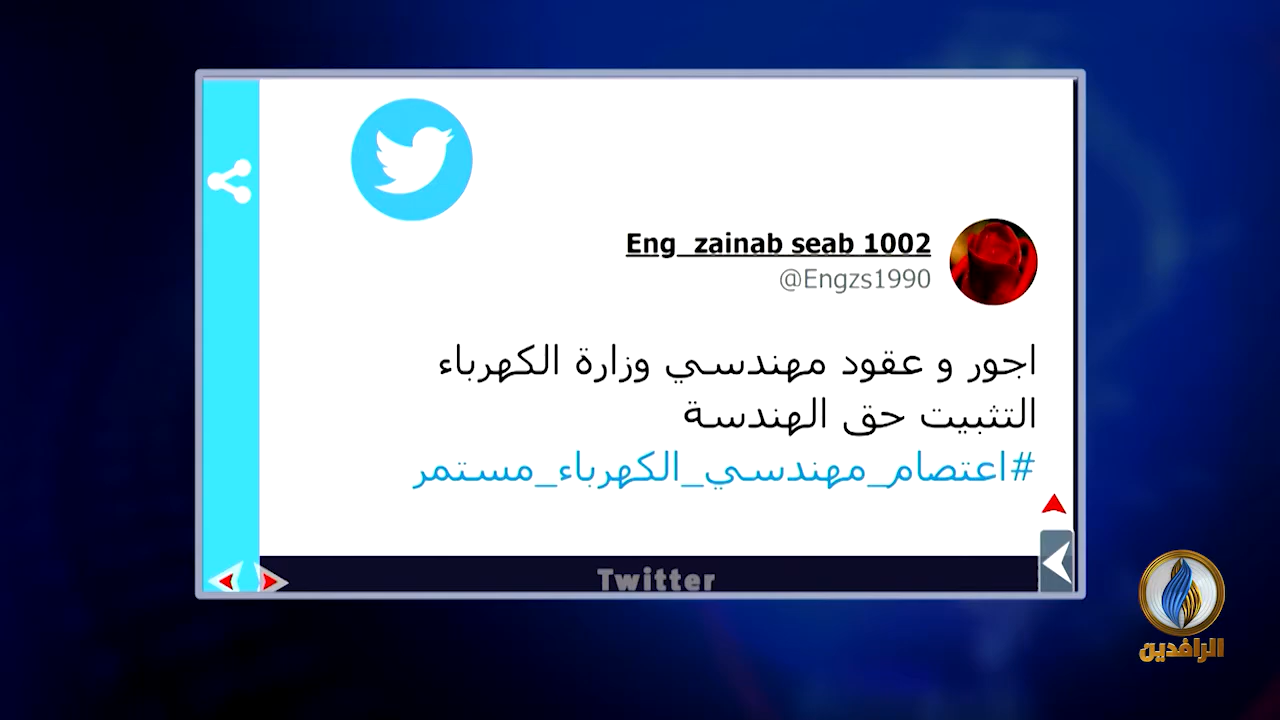 Eng_zainab seab 1002
@Engzs1990
اجور و عقود مهندسي وزارة الكهرباء
التثبيت حق الهندسة
#اعتصام_مهندسي_الكهرباء_مستمر
Twitter
الرافدين